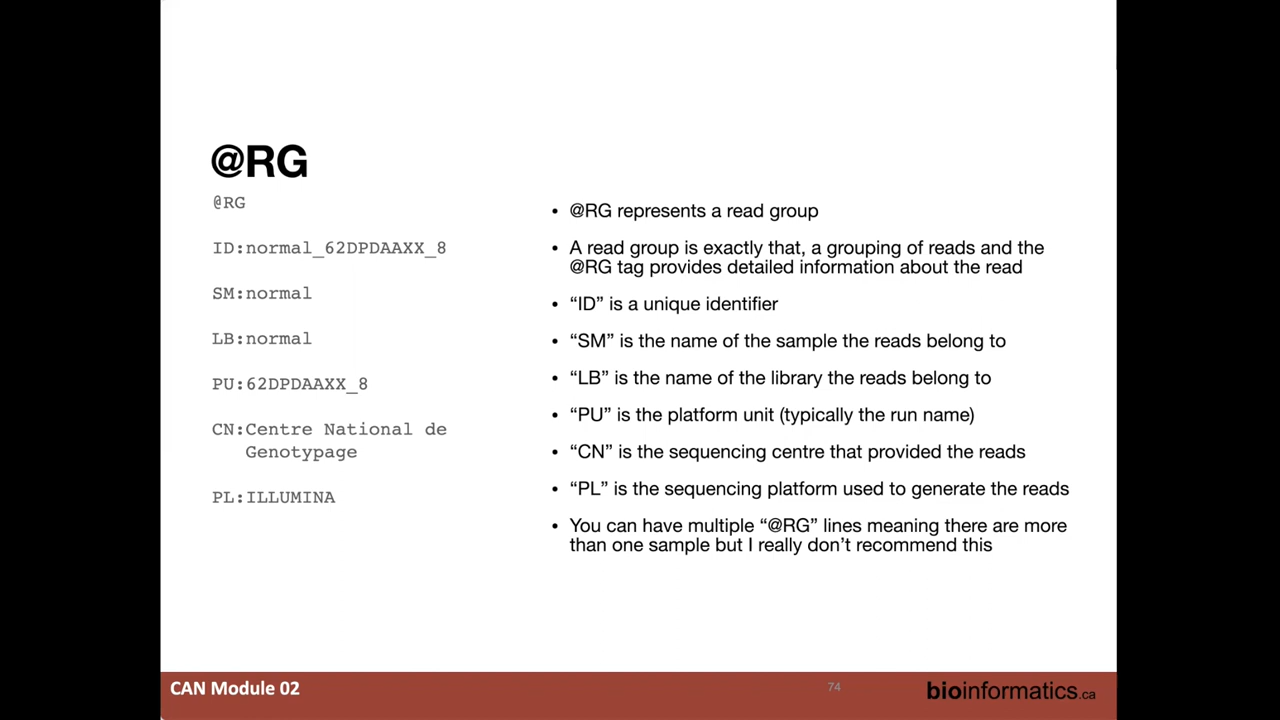 @RG
@RG
ID:normal_62DPDAAXX_8
SM:normal
LB:normal
PU:62DPDAAXX_8
CN:Centre National de
Genotypage
PL:ILLUMINA
• @RG represents a read group
• A read group is exactly that, a grouping of reads and the
@RG tag provides detailed information about the read
• “ID” is a unique identifier
• “SM” is the name of the sample the reads belong to
• “LB” is the name of the library the reads belong to
• “PU” is the platform unit (typically the run name)
• “CN” is the sequencing centre that provided the reads
• “PL” is the sequencing platform used to generate the reads
• You can have multiple “@RG” lines meaning there are more
than one sample but I really don’t recommend this
CAN Module 02
74
bioinformatics.ca